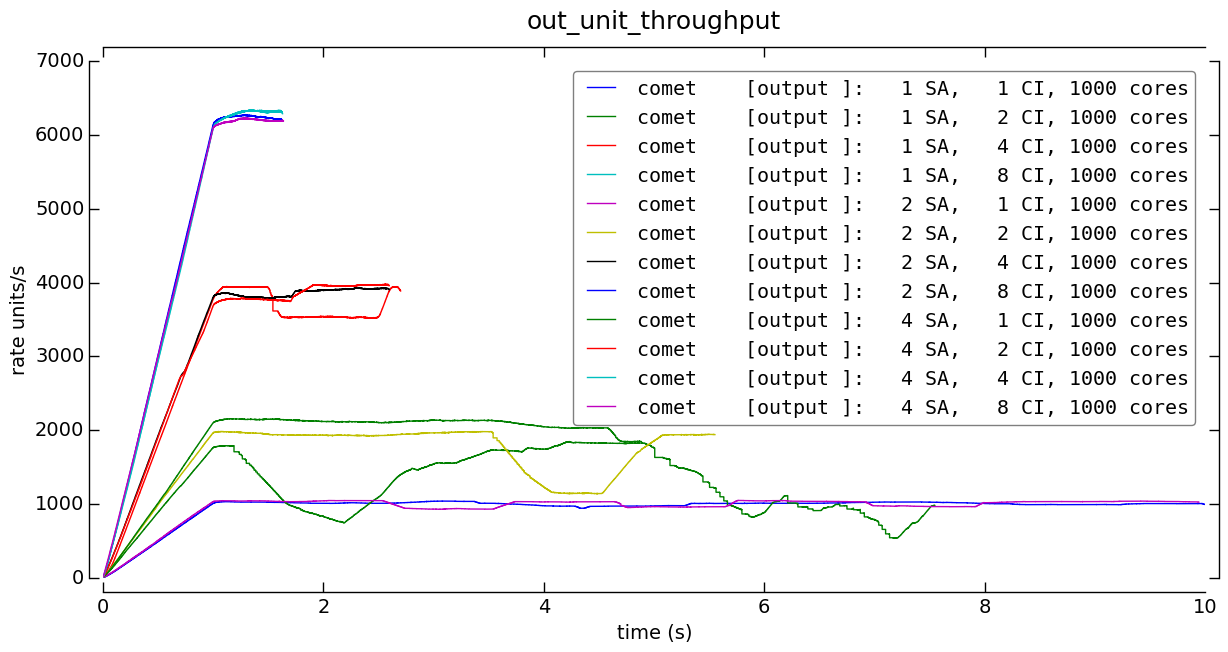 out_unit_throughput
7000
6000
5000
4000
3000
2000
1000
0
rate units/s
comet    [output ]:   1 SA,   1 CI, 1000 cores
comet    [output ]:   1 SA,   2 CI, 1000 cores
comet    [output ]:   1 SA,   4 CI, 1000 cores
comet    [output ]:   1 SA,   8 CI, 1000 cores
comet    [output ]:   2 SA,   1 CI, 1000 cores
comet    [output ]:   2 SA,   2 CI, 1000 cores
comet    [output ]:   2 SA,   4 CI, 1000 cores
comet    [output ]:   2 SA,   8 CI, 1000 cores
comet    [output ]:   4 SA,   1 CI, 1000 cores
comet    [output ]:   4 SA,   2 CI, 1000 cores
comet    [output ]:   4 SA,   4 CI, 1000 cores
comet    [output ]:   4 SA,   8 CI, 1000 cores
0 2 4 6 8 10
time (s)